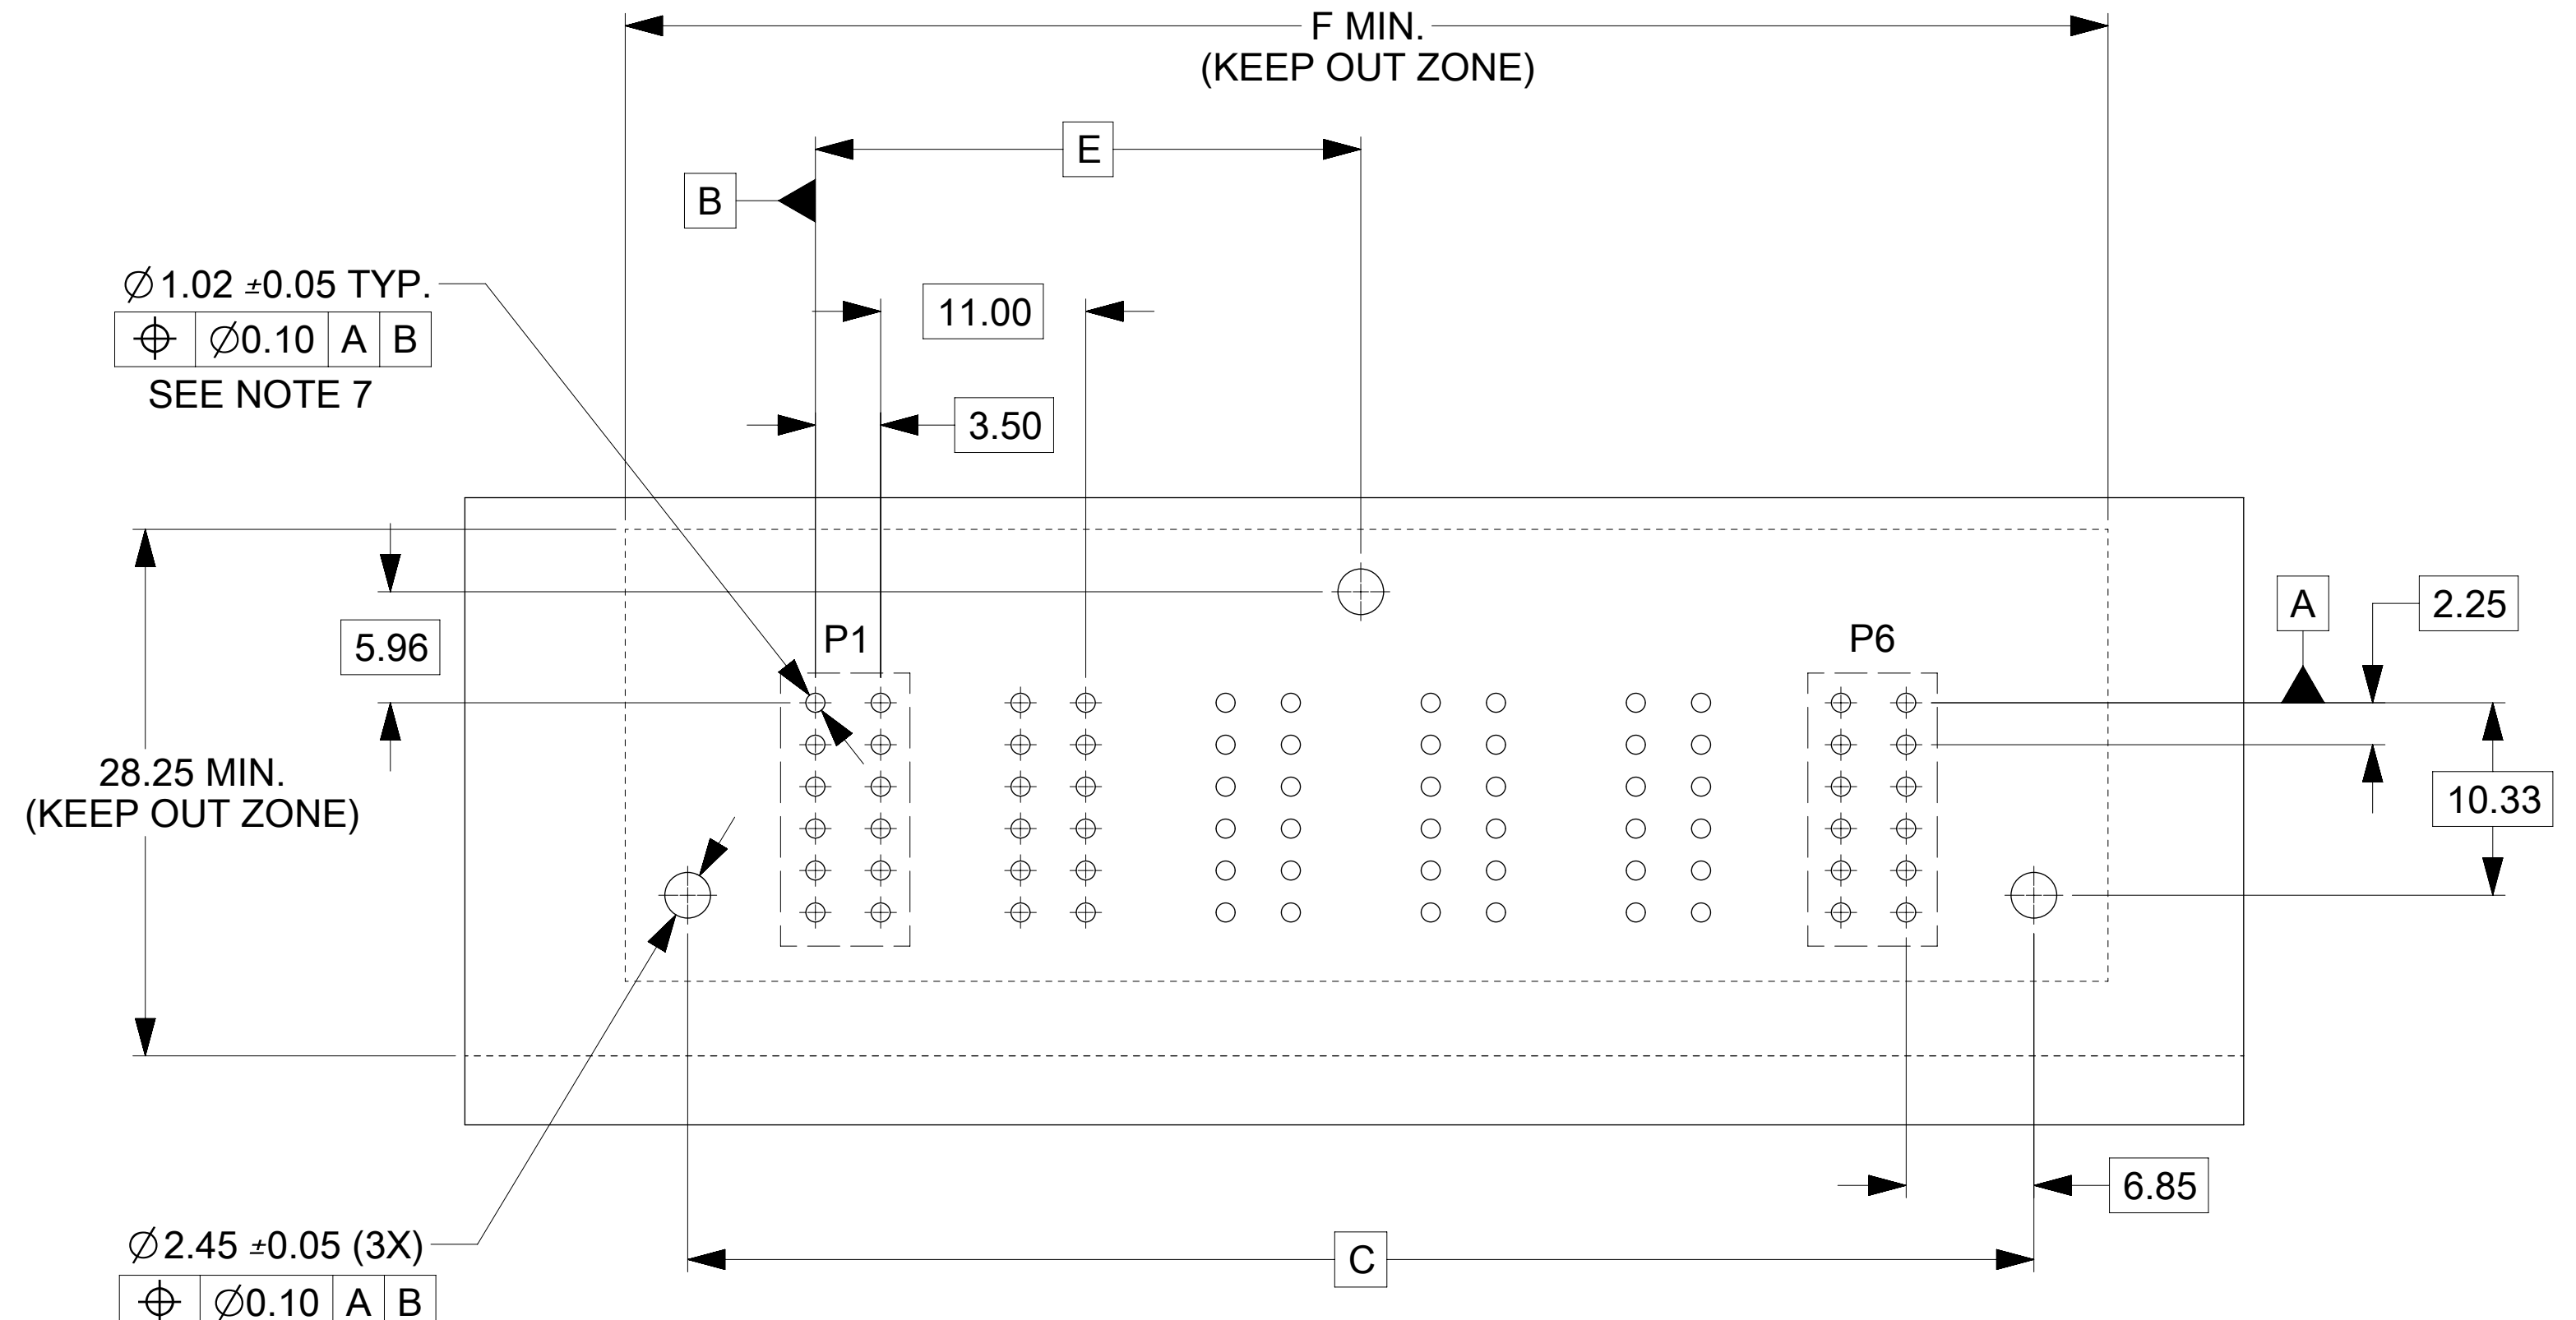 F MIN.
(KEEP OUT ZONE)
E
B
⌀1.02 ±0.05 TYP.
⌖ ⌀0.10 A B
SEE NOTE 7
11.00
3.50
5.96
P1
P6
A
2.25
28.25 MIN.
(KEEP OUT ZONE)
10.33
6.85
⌀2.45 ±0.05 (3X)
⌖ ⌀0.10 A B
C